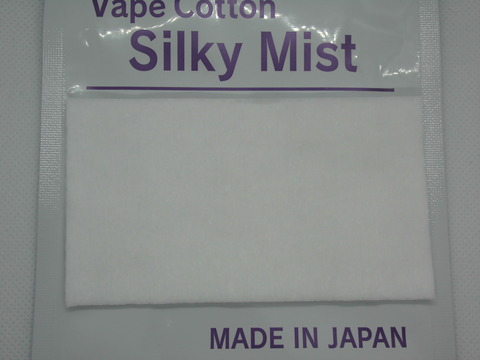 Vape Cotton
Silky Mist
MADE IN JAPAN